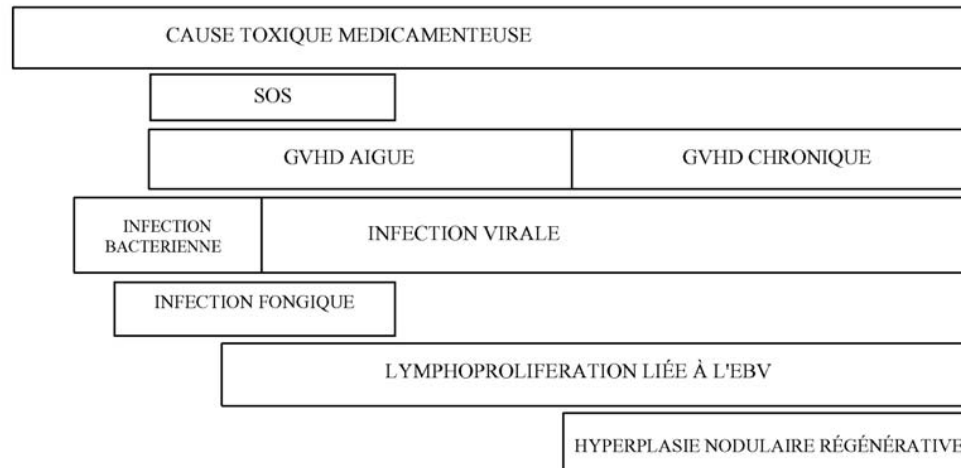 CAUSE TOXIQUE MEDICAMENTEUSE
SOS
GVHD AIGUE
GVHD CHRONIQUE
INFECTION
BACTERIENNE
INFECTION VIRALE
INFECTION FONGIQUE
LYMPHOPROLIFERATION LIÉE À L'EBV
HYPERPLASIE NODULAIRE RÉGÉNÉRATIVE